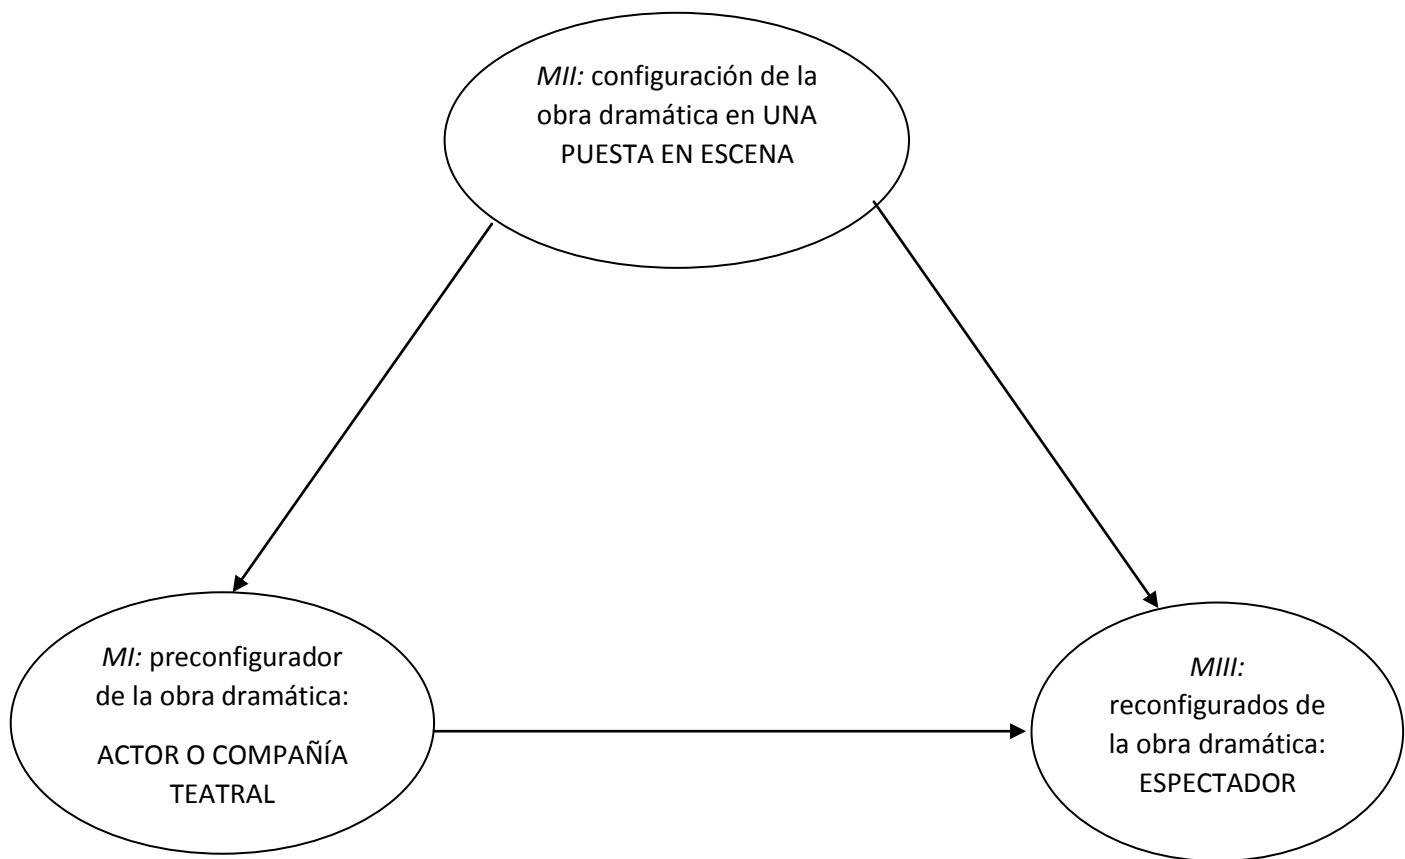 MII: configuración de la
obra dramática en UNA
PUESTA EN ESCENA
MI: preconfigurador
de la obra dramática:
ACTOR O COMPAÑÍA
TEATRAL
MIII:
reconfigurados de
la obra dramática:
ESPECTADOR